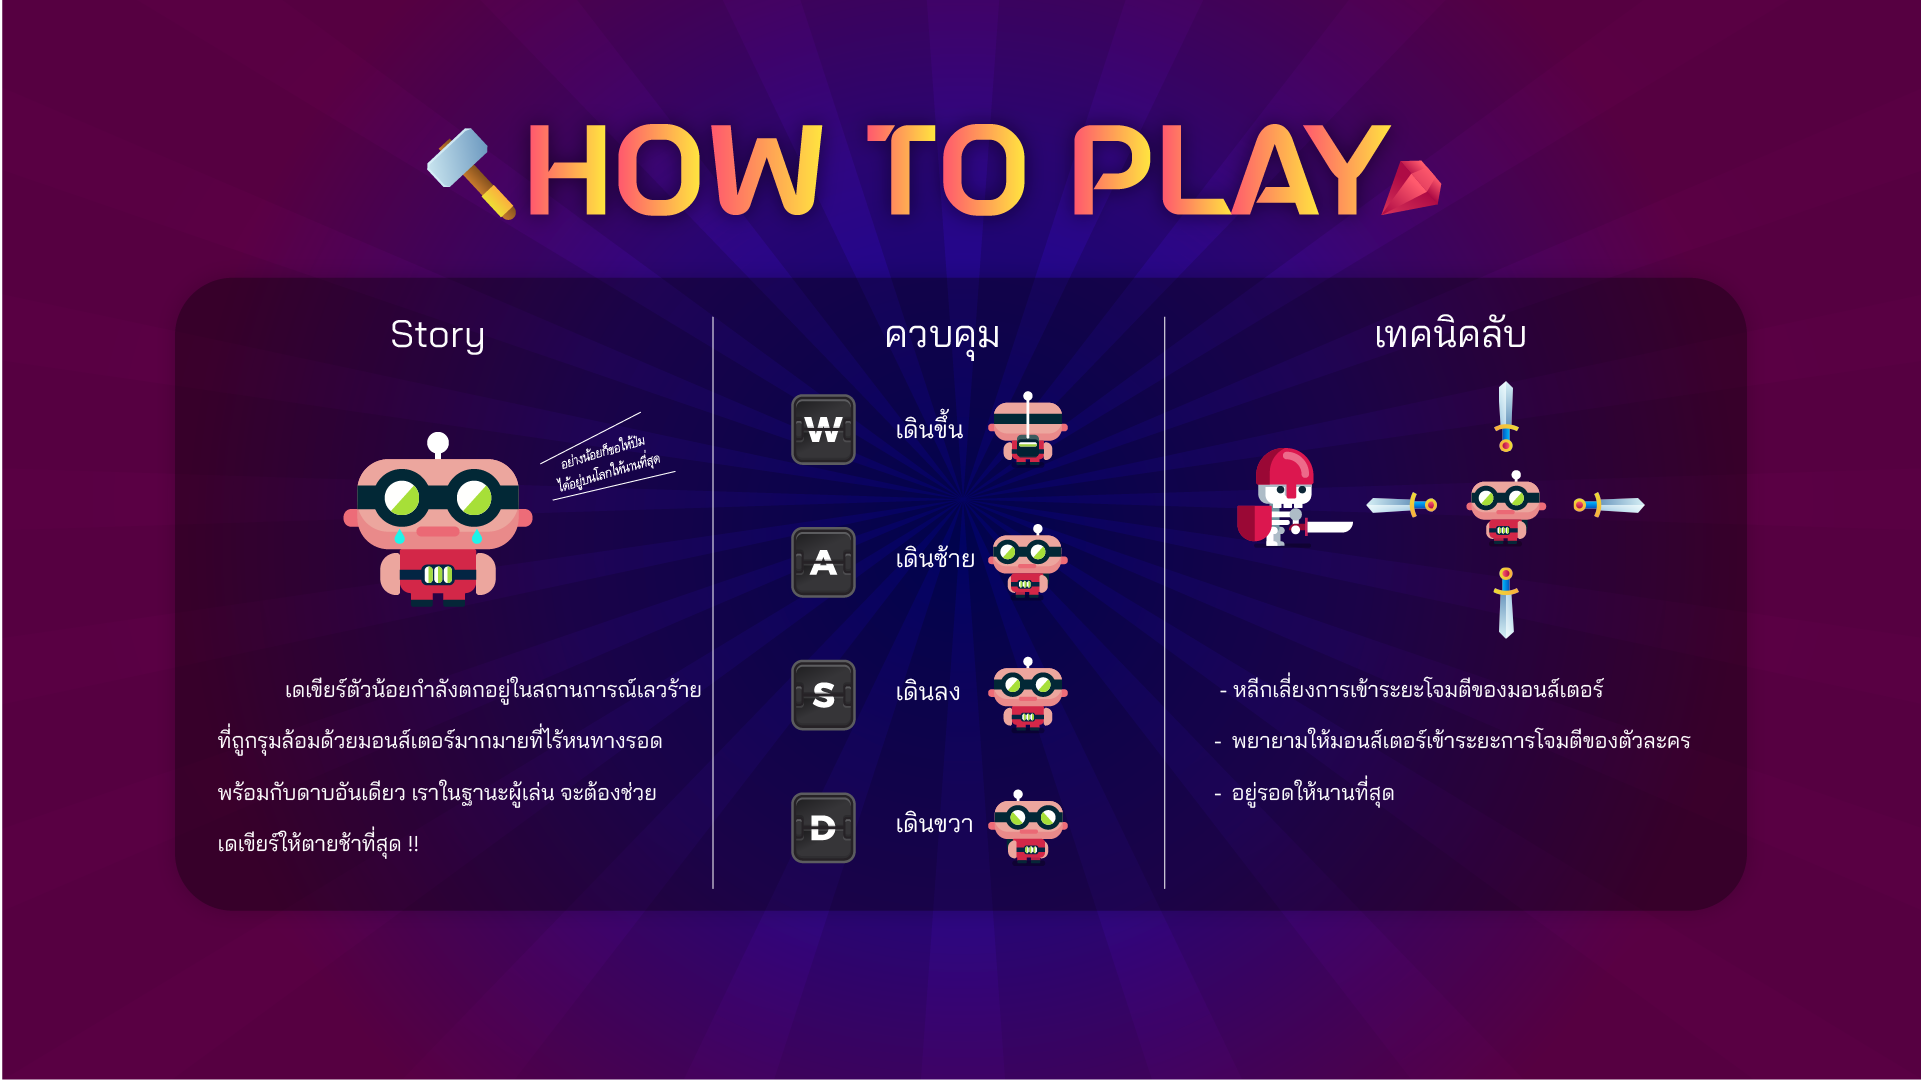 HOW TO PLAY
Story
อย่างน้อยก็ขอให้ปั๊ม
ได้อยู่บนโลกให้นานที่สุด
เดเขียร์ตัวน้อยกำลังตกอยู่ในสถานการณ์เลวร้าย
ที่ถูกรุมล้อมด้วยมอนส์เตอร์มากมายที่ไร้หนทางรอด
พร้อมกับดาบอันเดียว เราในฐานะผู้เล่น จะต้องช่วย
เดเขียร์ให้ตายช้าที่สุด !!
ควบคุม
W เดินขึ้น
A เดินซ้าย
S เดินลง
D เดินขวา
เทคนิคลับ
- หลีกเลี่ยงการเข้าระยะโจมตีของมอนส์เตอร์
- พยายามให้มอนส์เตอร์เข้าระยะการโจมตีของตัวละคร
- อยู่รอดให้นานที่สุด